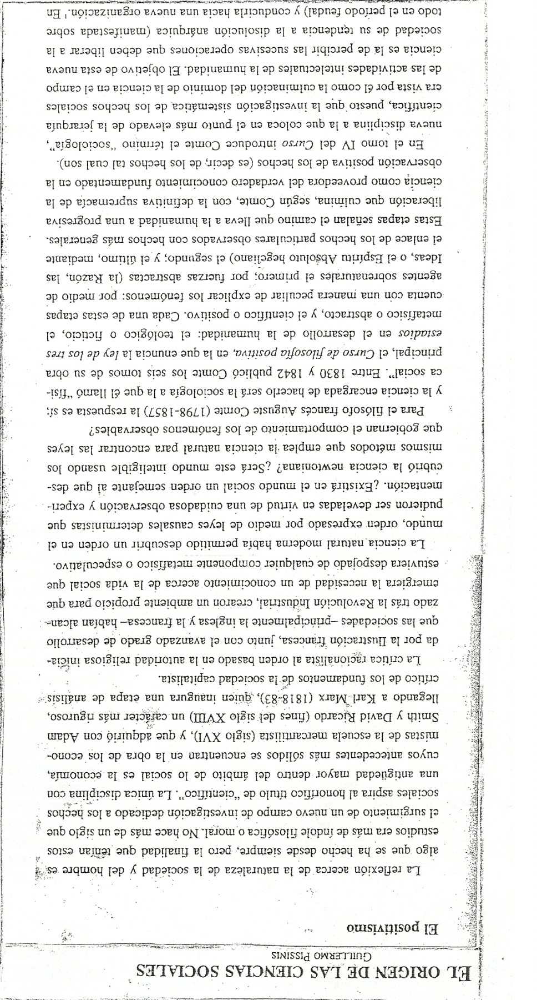 EL ORIGEN DE LAS CIENCIAS SOCIALES
GUILLERMO PISSINIS
El positivismo
La reflexión acerca de la naturaleza de la sociedad y del hombre es
algo que se ha hecho desde siempre, pero la finalidad que tenían estos
estudios era más de índole filosófica o moral. No hace más de un siglo que
el surgimiento de un nuevo campo de investigación dedicado a los hechos
sociales aspira al honorífico título de "científico". La única disciplina con
una antigüedad mayor dentro del ámbito de lo social es la economía,
cuyos antecedentes más sólidos se encuentran en la obra de los econo-
mistas de la escuela mercantilista (siglo XVI), y que adquirió con Adam
Smith y David Ricardo (fines del siglo XVIII) un carácter más riguroso,
llegando a Karl Marx (1818-83), quien inaugura una etapa de análisis
crítico de los fundamentos de la sociedad capitalista.
La crítica racionalista al orden basado en la autoridad religiosa inicia-
da por la Ilustración francesa, junto con el avanzado grado de desarrollo
que las sociedades –principalmente la inglesa y la francesa– habían alcan-
zado trás la Revolución Industrial, crearon un ambiente propicio para que
emergiera la necesidad de un conocimiento acerca de la vida social que
estuviera despojado de cualquier componente metafísico o especulativo.
La ciencia natural moderna había permitido descubrir un orden en el
mundo, orden expresado por medio de leyes causales deterministas que
pudieron ser develadas en virtud de una cuidadosa observación y experi-
mentación. ¿Existirá en el mundo social un orden semejante al que des-
cubrió la ciencia newtoniana? ¿Será este mundo inteligible usando los
mismos métodos que emplea la ciencia natural para encontrar las leyes
que gobiernan el comportamiento de los fenómenos observables?
Para el filósofo francés Auguste Comte (1798-1857) la respuesta es sí;
y la ciencia encargada de hacerlo será la sociología a la que él llamó "físi-
ca social". Entre 1830 y 1842 publicó Comte los seis tomos de su obra
principal, el Curso de filosofía positiva, en la que enuncia la ley de los tres
estadios en el desarrollo de la humanidad: el teológico o ficticio, el
metafísico o abstracto, y el científico o positivo. Cada una de estas etapas
cuenta con una manera peculiar de explicar los fenómenos: por medio de
agentes sobrenaturales el primero; por fuerzas abstractas (la Razón, las
Ideas, o el Espíritu Absoluto hegeliano) el segundo; y el último, mediante
el enlace de los hechos particulares observados con hechos más generales.
Estas etapas señalan el camino que lleva a la humanidad a una progresiva
liberación que culmina, según Comte, con la definitiva supremacía de la
ciencia como proveedora del verdadero conocimiento fundamentado en la
observación positiva de los hechos (es decir, de los hechos tal cual son).
En el tomo IV del Curso introduce Comte el término "sociología",
nueva disciplina a la que coloca en el punto más elevado de la jerarquía
científica, puesto que la investigación sistemática de los hechos sociales
era vista por él como la culminación del dominio de la ciencia en el campo
de las actividades intelectuales de la humanidad. El objetivo de esta nueva
ciencia es la de percibir las sucesivas operaciones que deben liberar a la
sociedad de su tendencia a la disolución anárquica (manifestada sobre
todo en el período feudal) y conducirla hacia una nueva organización.¹ En